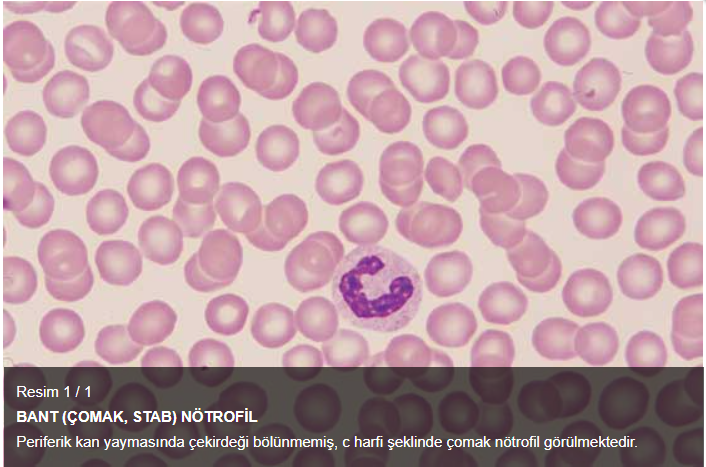 Resim 1 / 1
BANT (ÇOMAK, STAB) NÖTROFİL
Periferik kan yaymasında çekirdeği bölünmemiş, c harfi şeklinde çomak nötrofil görülmektedir.